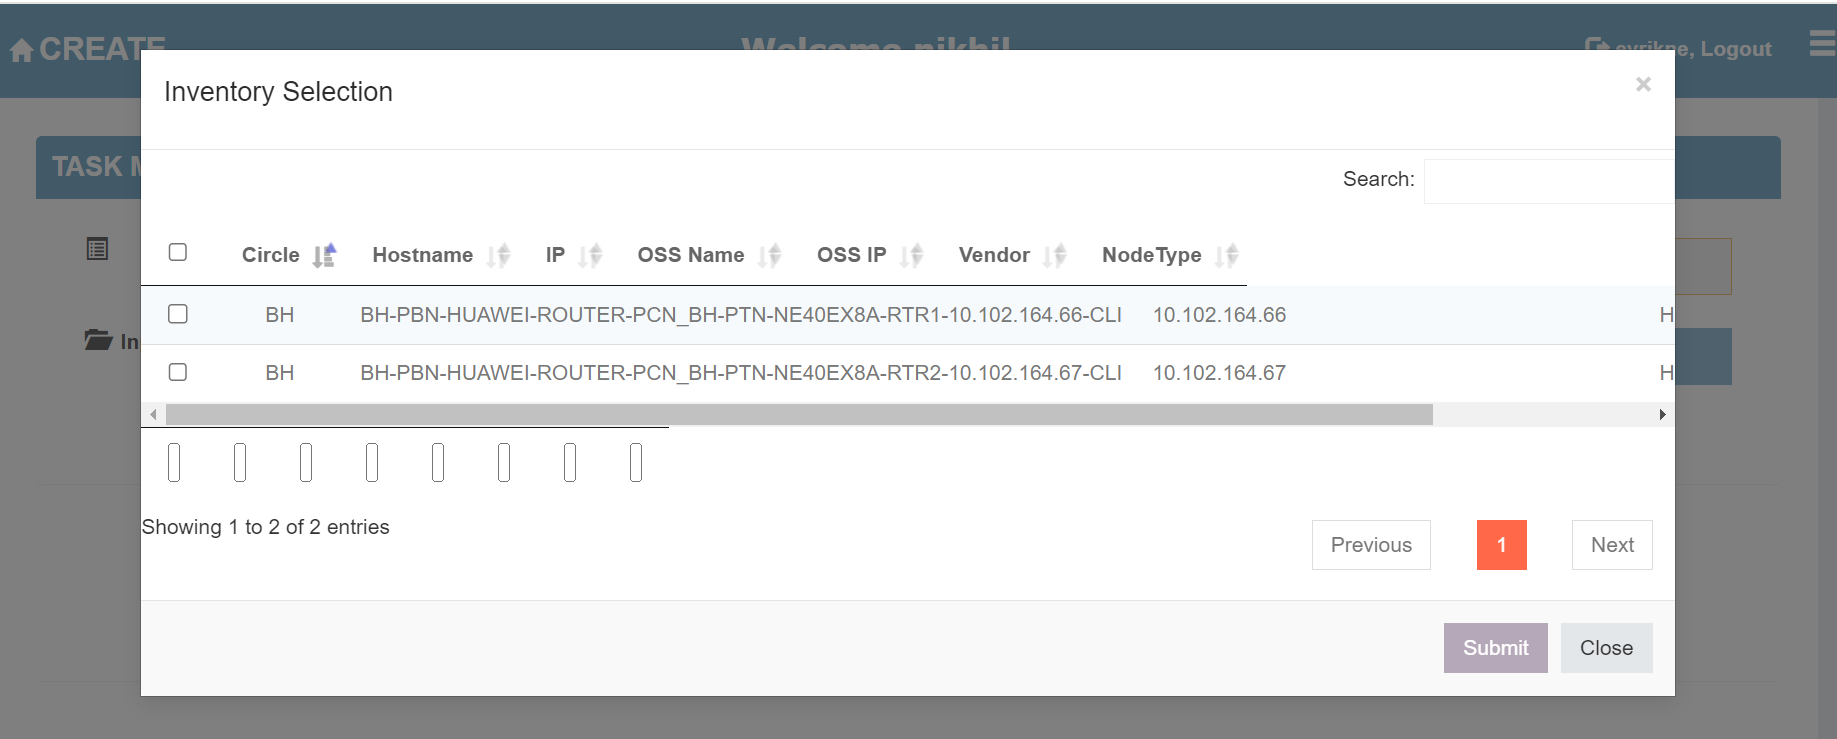 CREATE
Welcome nikhil
, Logout
Inventory Selection
×
TASK M
Search:
Circle Hostname IP OSS Name OSS IP Vendor NodeType
BH BH-PBN-HUAWEI-ROUTER-PCN_BH-PTN-NE40EX8A-RTR1-10.102.164.66-CLI 10.102.164.66 H
In
BH BH-PBN-HUAWEI-ROUTER-PCN_BH-PTN-NE40EX8A-RTR2-10.102.164.67-CLI 10.102.164.67 H
Showing 1 to 2 of 2 entries
Previous 1 Next
Submit Close